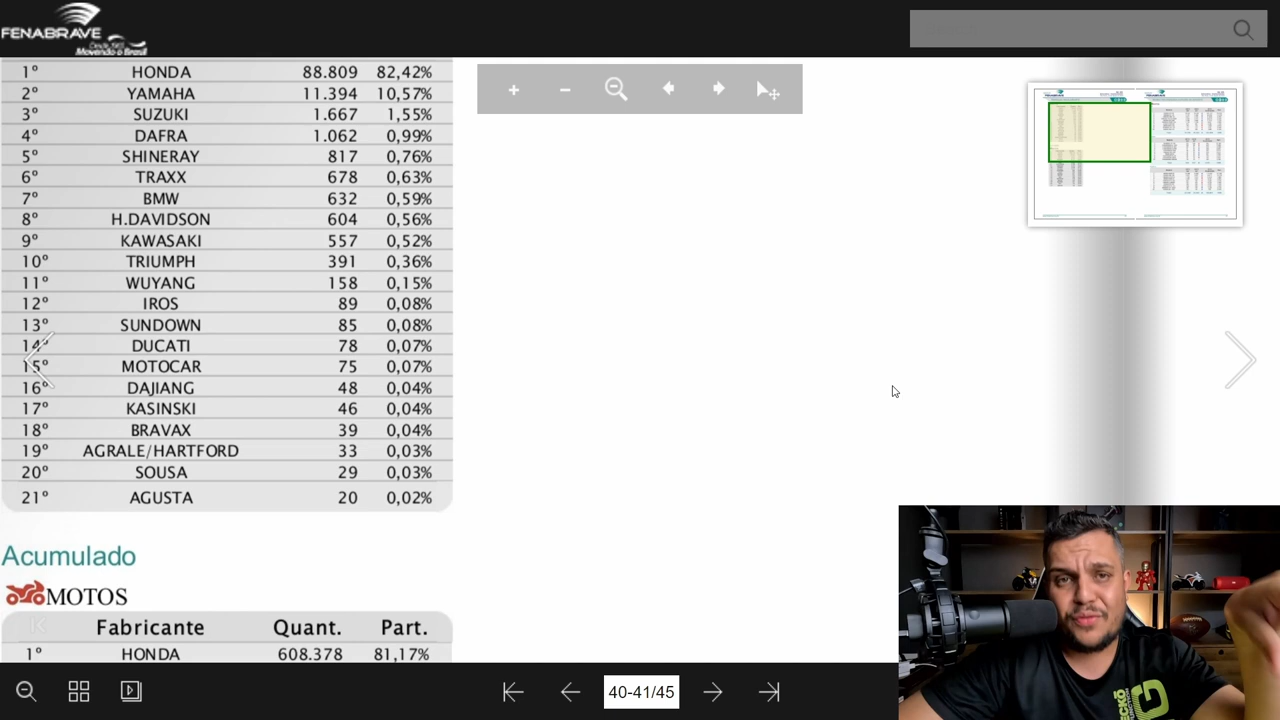 FENABRAVE
Desde 1965
Movendo o Brasil
1º HONDA 88.809 82,42%
2º YAMAHA 11.394 10,57%
3º SUZUKI 1.667 1,55%
4º DAFRA 1.062 0,99%
5º SHINERAY 817 0,76%
6º TRAXX 678 0,63%
7º BMW 632 0,59%
8º H.DAVIDSON 604 0,56%
9º KAWASAKI 557 0,52%
10º TRIUMPH 391 0,36%
11º WUYANG 158 0,15%
12º IROS 89 0,08%
13º SUNDOWN 85 0,08%
14º DUCATI 78 0,07%
15º MOTOCAR 75 0,07%
16º DAJIANG 48 0,04%
17º KASINSKI 46 0,04%
18º BRAVAX 39 0,04%
19º AGRALE/HARTFORD 33 0,03%
20º SOUSA 29 0,03%
21º AGUSTA 20 0,02%
Acumulado
MOTOS
Fabricante Quant. Part.
1º HONDA 608.378 81,17%
40-41/45